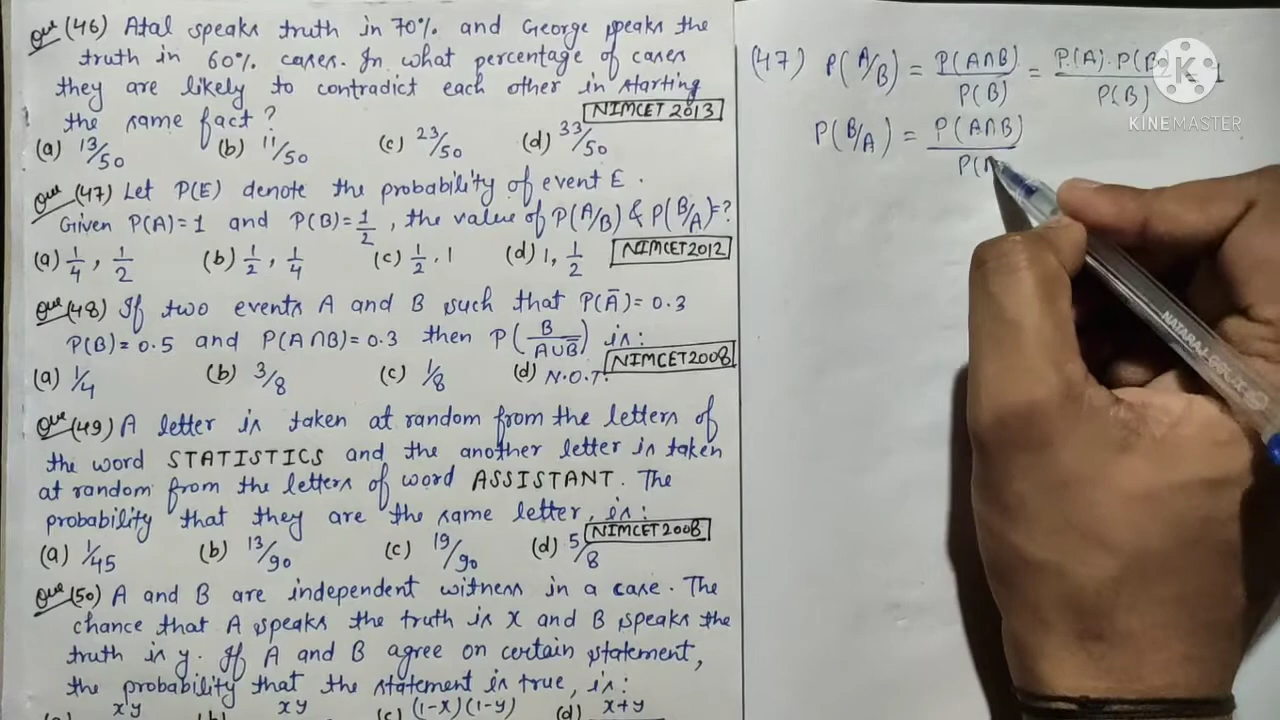 Que (46) Atal speaks truth in 70% and George speaks the
truth in 60% cases. In what percentage of cases
they are likely to contradict each other in starting
the same fact ? NIMCET 2013
(a) 13/50 (b) 11/50 (c) 23/50 (d) 33/50
Que (47) Let P(E) denote the probability of event E.
Given P(A)=1 and P(B)=1/2, the value of P(A/B) & P(B/A)=?
(a) 1/4, 1/2 (b) 1/2, 1/4 (c) 1/2, 1 (d) 1, 1/2 NIMCET2012
Que (48) If two events A and B such that P(Ā)=0.3
P(B)=0.5 and P(A∩B)=0.3 then P(B/A∪B̅) is:
(a) 1/4 (b) 3/8 (c) 1/8 (d) N.O.T. NIMCET2008
Que (49) A letter is taken at random from the letters of
the word STATISTICS and the another letter is taken
at random from the letters of word ASSISTANT. The
probability that they are the same letter, is:
(a) 1/45 (b) 13/90 (c) 19/90 (d) 5/8 NIMCET 2008
Que (50) A and B are independent witness in a case. The
chance that A speaks the truth is x and B speaks the
truth is y. If A and B agree on certain statement,
the probability that the statement is true, is:
(a) xy (b) xy (c) (1-x)(1-y) (d) x+y
(47) P(A/B) = P(A∩B)/P(B) = P(A).P(B)/P(B) = 1
P(B/A) = P(A∩B)/P(
K
KINEMASTER
NATARAJ